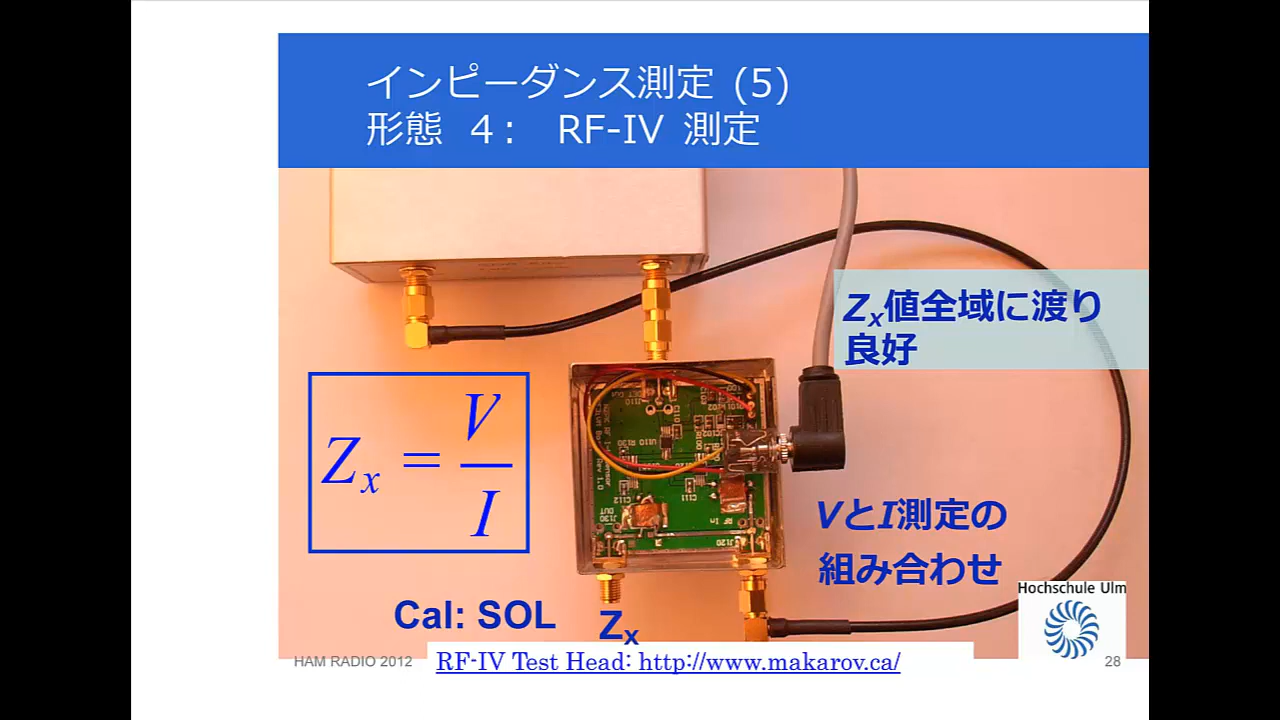 インピーダンス測定 (5)
形態 4： RF-IV 測定
Zx値全域に渡り
良好
Zx = V
I
VとI測定の
組み合わせ
Cal: SOL
Zx
Hochschule Ulm
HAM RADIO 2012
RF-IV Test Head: http://www.makarov.ca/
28